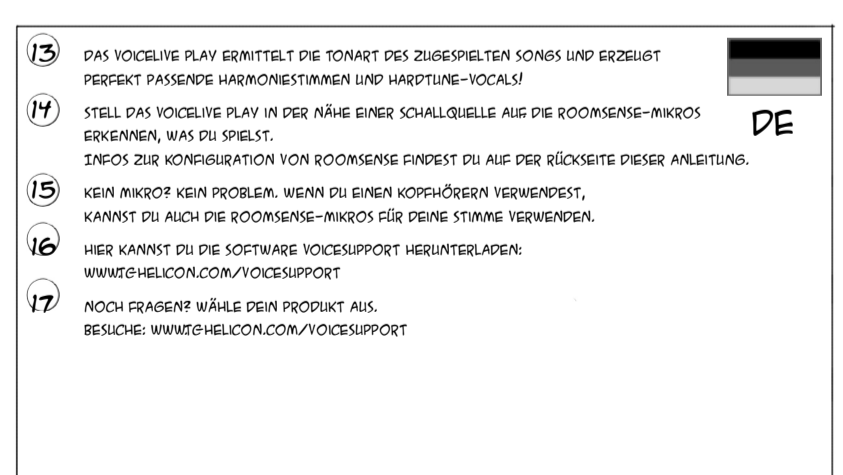 13 DAS VOICELIVE PLAY ERMITTELT DIE TONART DES ZUGESPIELTEN SONGS UND ERZEUGT
PERFEKT PASSENDE HARMONIESTIMMEN UND HARDTUNE-VOCALS!
DE
14 STELL DAS VOICELIVE PLAY IN DER NÄHE EINER SCHALLQUELLE AUF DIE ROOMSENSE-MIKROS
ERKENNEN, WAS DU SPIELST.
INFOS ZUR KONFIGURATION VON ROOMSENSE FINDEST DU AUF DER RÜCKSEITE DIESER ANLEITUNG.
15 KEIN MIKRO? KEIN PROBLEM. WENN DU EINEN KOPFHÖRERN VERWENDEST,
KANNST DU AUCH DIE ROOMSENSE-MIKROS FÜR DEINE STIMME VERWENDEN.
16 HIER KANNST DU DIE SOFTWARE VOICESUPPORT HERUNTERLADEN:
WWW.TC-HELICON.COM/VOICESUPPORT
17 NOCH FRAGEN? WÄHLE DEIN PRODUKT AUS.
BESUCHE: WWW.TC-HELICON.COM/VOICESUPPORT